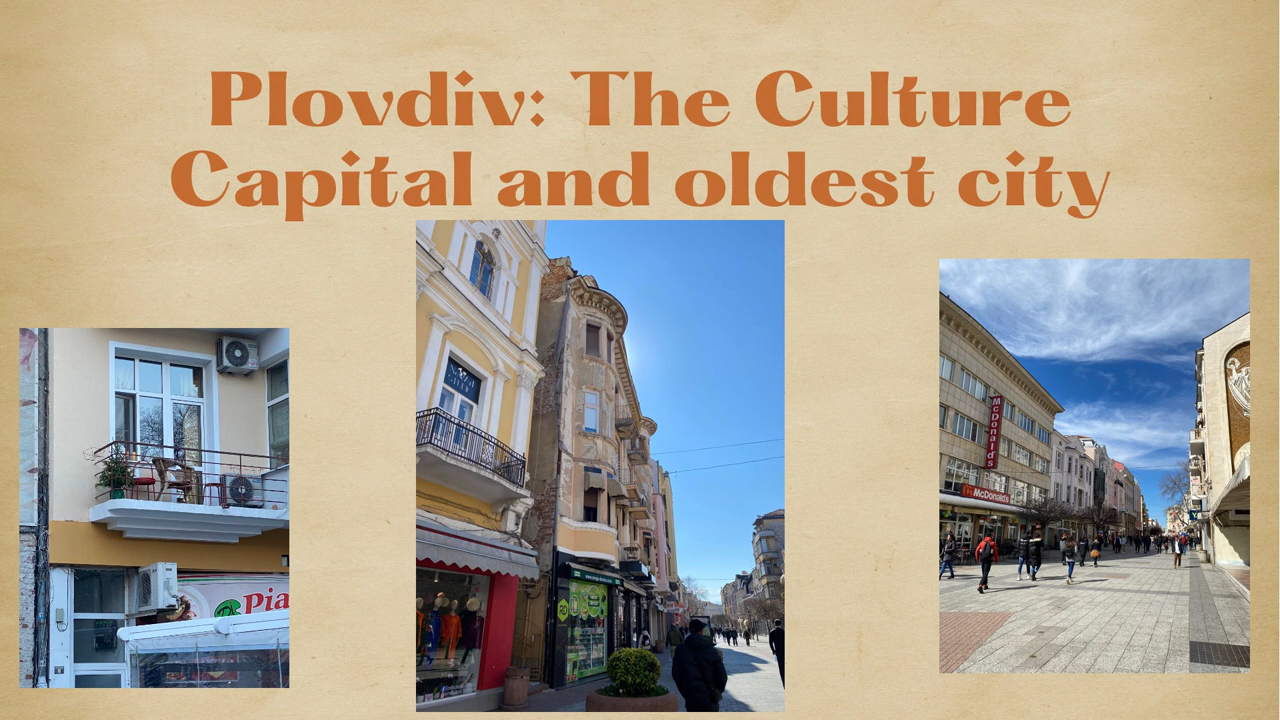 Plovdiv: The Culture
Capital and oldest city
Pia
McDonald's
McDonald's